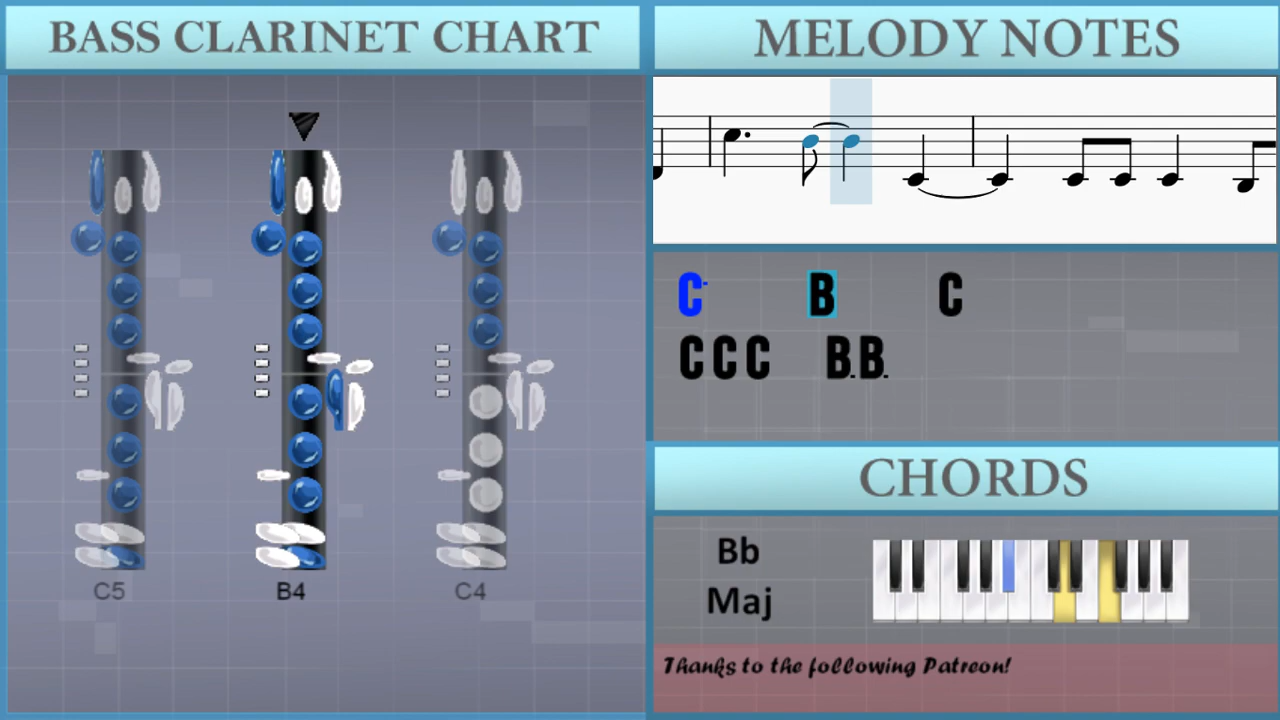 BASS CLARINET CHART
C5 B4 C4
MELODY NOTES
C· B C
C C C B. B.
CHORDS
Bb
Maj
Thanks to the following Patreon!